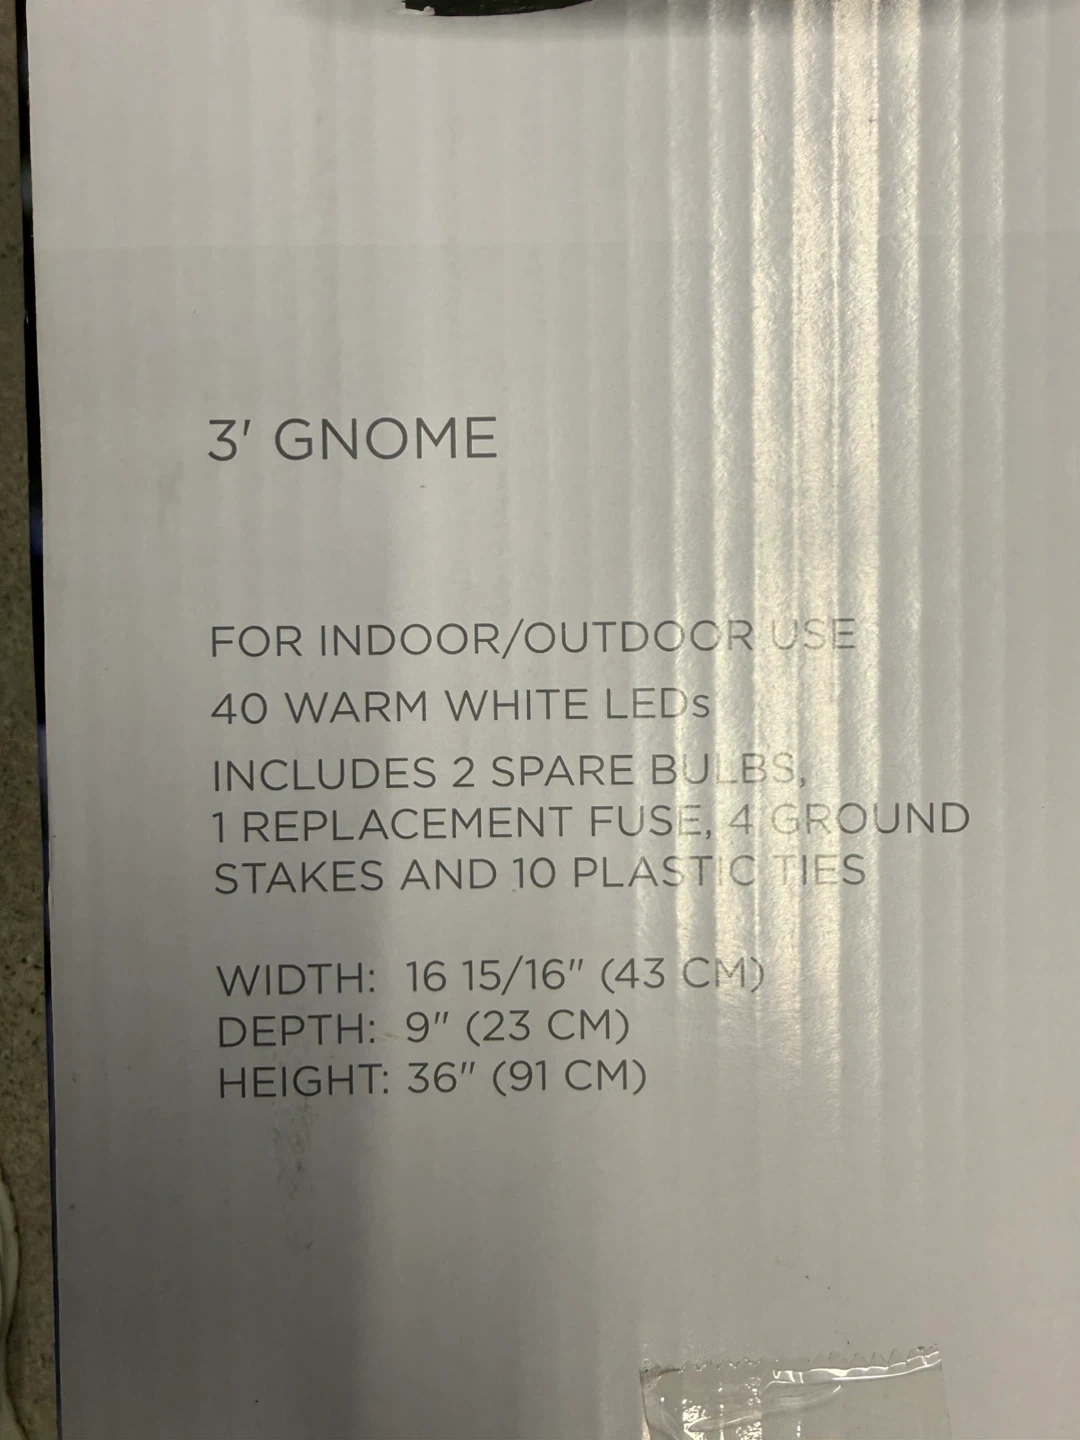 3' GNOME
FOR INDOOR/OUTDOOR USE
40 WARM WHITE LEDs
INCLUDES 2 SPARE BULBS,
1 REPLACEMENT FUSE, 4 GROUND
STAKES AND 10 PLASTIC TIES
WIDTH: 16 15/16" (43 CM)
DEPTH: 9" (23 CM)
HEIGHT: 36" (91 CM)